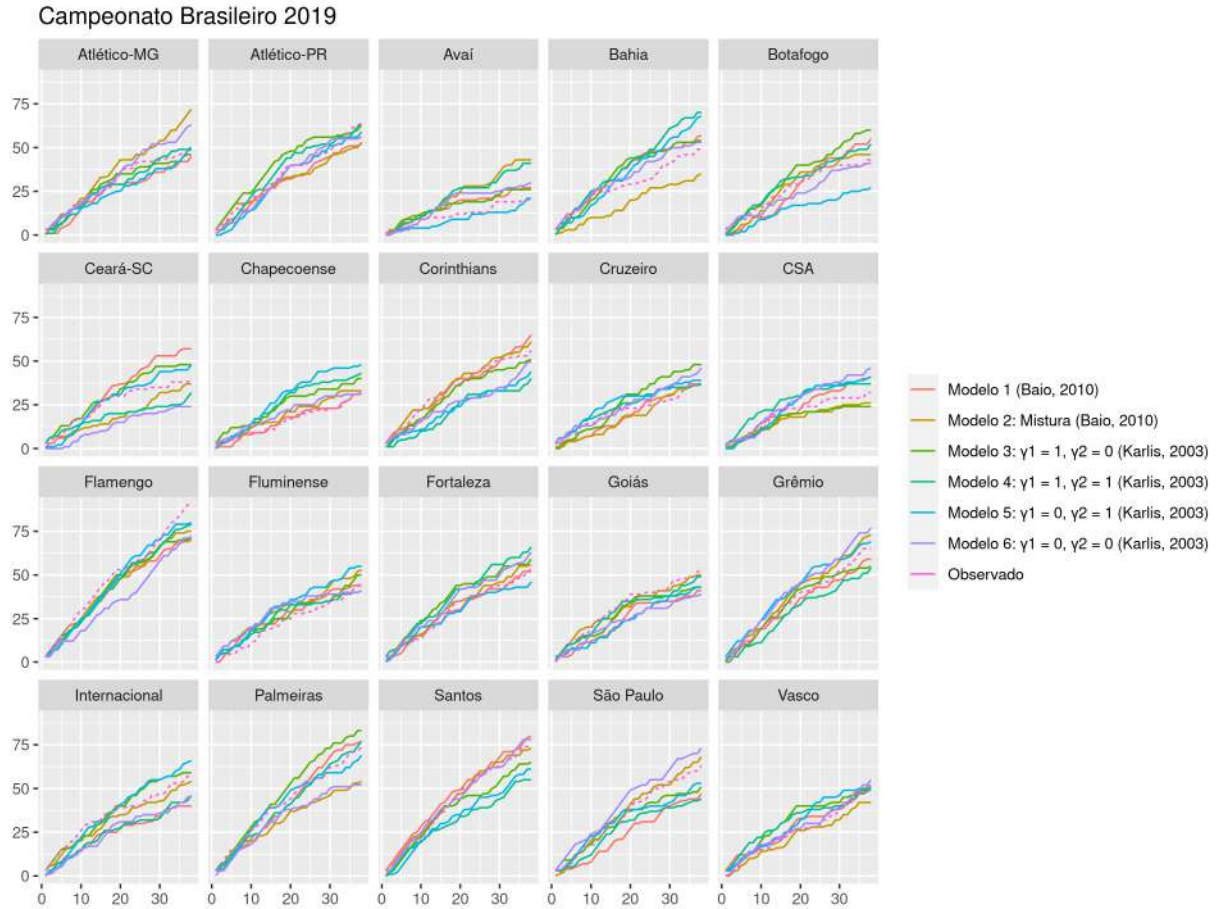 Campeonato Brasileiro 2019
Atlético-MG Atlético-PR Avaí Bahia Botafogo
75
50
25
0
Ceará-SC Chapecoense Corinthians Cruzeiro CSA
75
50
25
0
Flamengo Fluminense Fortaleza Goiás Grêmio
75
50
25
0
Internacional Palmeiras Santos São Paulo Vasco
75
50
25
0
0 10 20 30 0 10 20 30 0 10 20 30 0 10 20 30 0 10 20 30
Modelo 1 (Baio, 2010)
Modelo 2: Mistura (Baio, 2010)
Modelo 3: γ1 = 1, γ2 = 0 (Karlis, 2003)
Modelo 4: γ1 = 1, γ2 = 1 (Karlis, 2003)
Modelo 5: γ1 = 0, γ2 = 1 (Karlis, 2003)
Modelo 6: γ1 = 0, γ2 = 0 (Karlis, 2003)
Observado